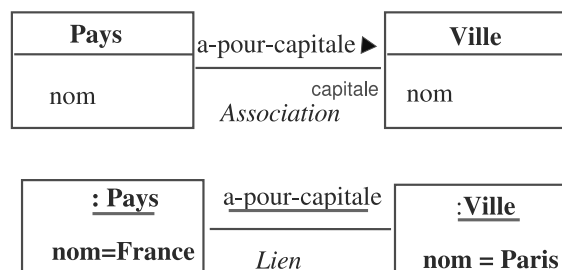 Pays
a-pour-capitale ▶
Ville
nom
capitale
nom
Association
: Pays
a-pour-capitale
:Ville
nom=France
Lien
nom = Paris